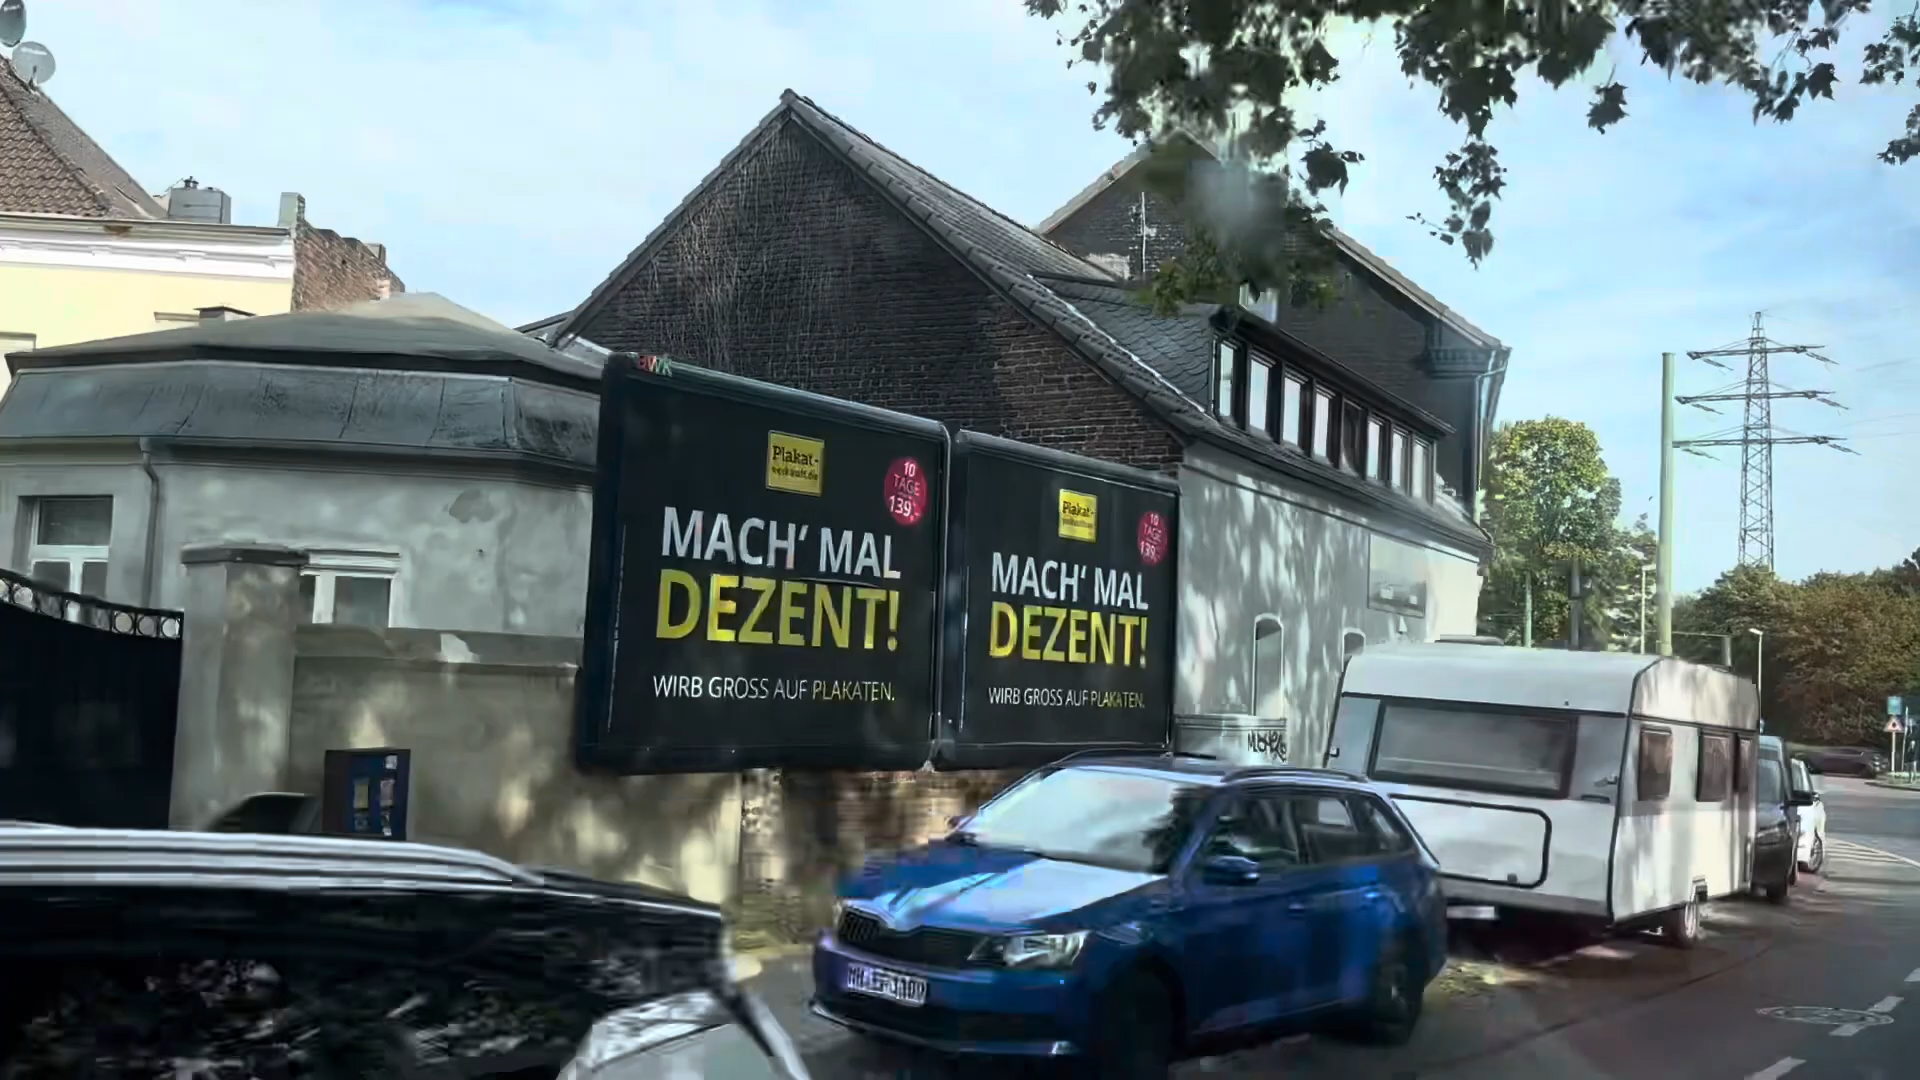 BWK
Plakat-
10
TAGE
139,-
MACH' MAL
DEZENT!
WIRB GROSS AUF PLAKATEN.
Plakat-
10
TAGE
139,-
MACH' MAL
DEZENT!
WIRB GROSS AUF PLAKATEN.